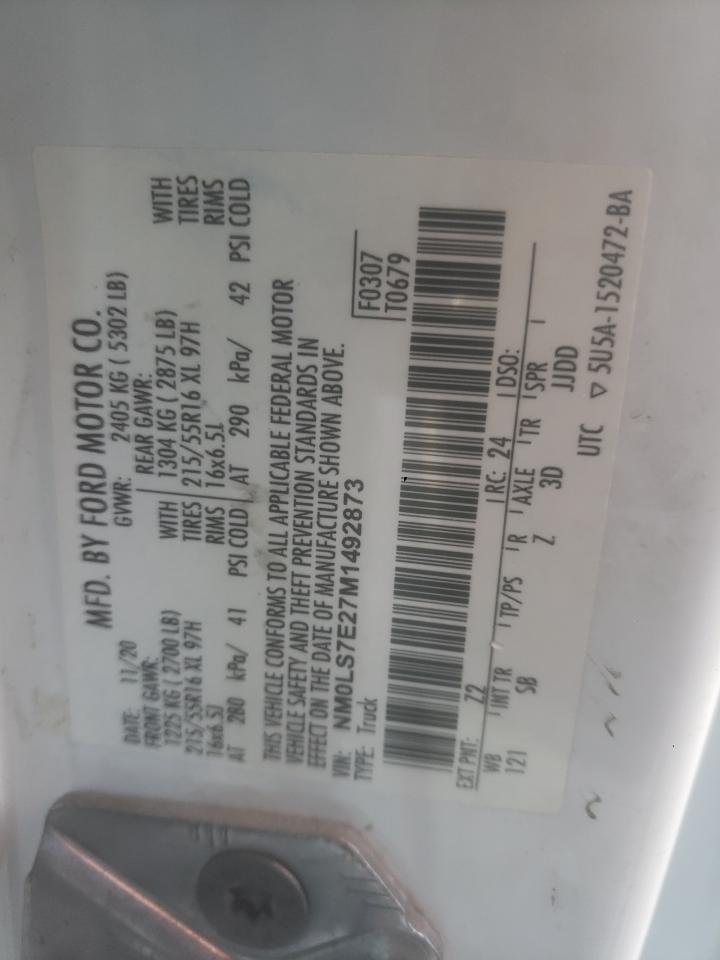 MFD. BY FORD MOTOR CO.
DATE: 11/20 GVWR: 2405 KG ( 5302 LB)
FRONT GAWR: REAR GAWR:
1225 KG ( 2700 LB) WITH 1304 KG ( 2875 LB) WITH
215/55R16 XL 97H TIRES 215/55R16 XL 97H TIRES
16x6.5J RIMS 16x6.5J RIMS
AT 280 kPa/ 41 PSI COLD AT 290 kPa/ 42 PSI COLD
THIS VEHICLE CONFORMS TO ALL APPLICABLE FEDERAL MOTOR
VEHICLE SAFETY AND THEFT PREVENTION STANDARDS IN
EFFECT ON THE DATE OF MANUFACTURE SHOWN ABOVE.
VIN: NM0LS7E27M1492873 F0307
TYPE: Truck T0679
EXT PNT: Z2 RC: 24 DSO:
WB INT TR TP/PS R AXLE TR SPR
121 SB Z 3D JJDD
UTC ▽ 5U5A-1520472-BA